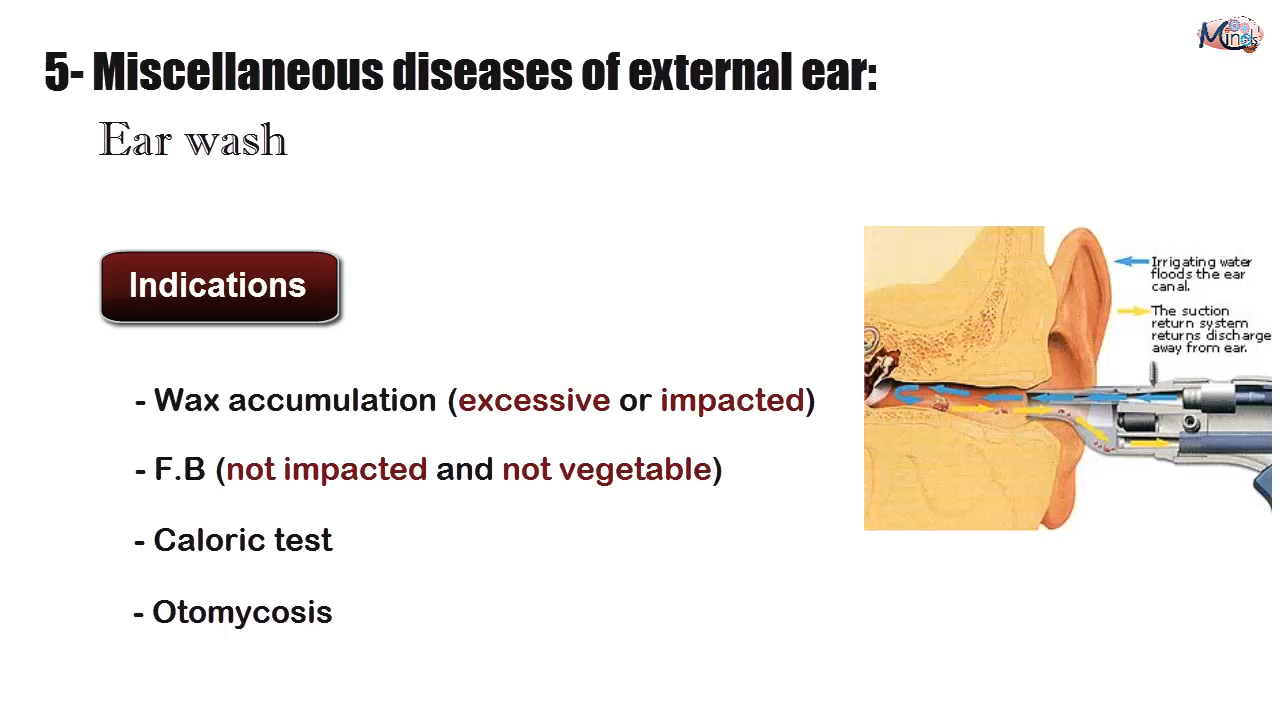 Minds
5- Miscellaneous diseases of external ear:
Ear wash
Indications
- Wax accumulation (excessive or impacted)
- F.B (not impacted and not vegetable)
- Caloric test
- Otomycosis
Irrigating water
floods the ear
canal.
The suction
return system
returns discharge
away from ear.